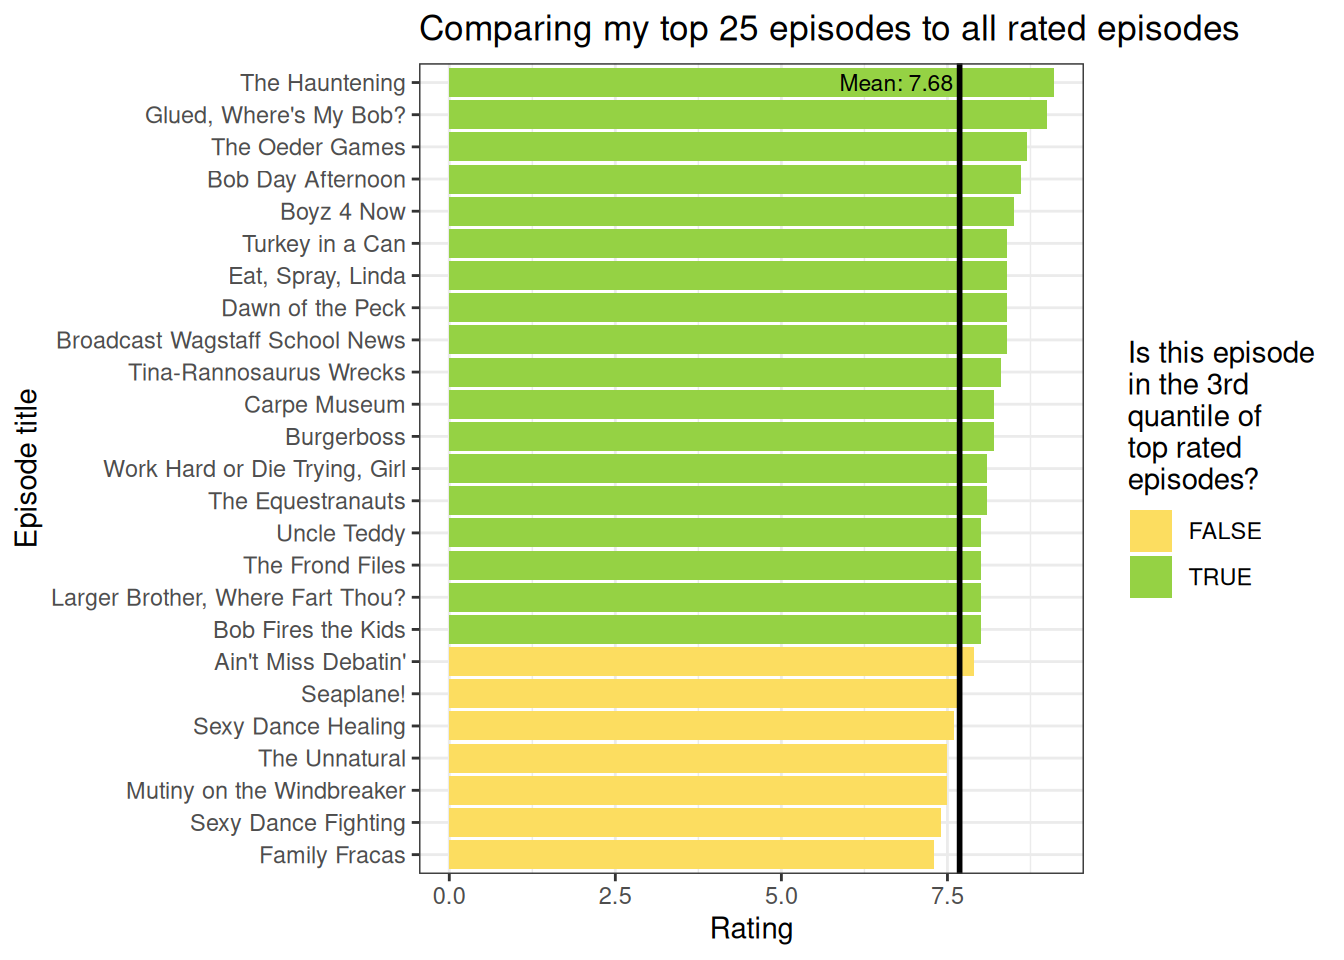 Comparing my top 25 episodes to all rated episodes
The Hauntening
Glued, Where's My Bob?
The Oeder Games
Bob Day Afternoon
Boyz 4 Now
Turkey in a Can
Eat, Spray, Linda
Dawn of the Peck
Broadcast Wagstaff School News
Tina-Rannosaurus Wrecks
Carpe Museum
Burgerboss
Work Hard or Die Trying, Girl
The Equestranauts
Uncle Teddy
The Frond Files
Larger Brother, Where Fart Thou?
Bob Fires the Kids
Ain't Miss Debatin'
Seaplane!
Sexy Dance Healing
The Unnatural
Mutiny on the Windbreaker
Sexy Dance Fighting
Family Fracas
Episode title
Mean: 7.68
0.0
2.5
5.0
7.5
Rating
Is this episode
in the 3rd
quantile of
top rated
episodes?
FALSE
TRUE